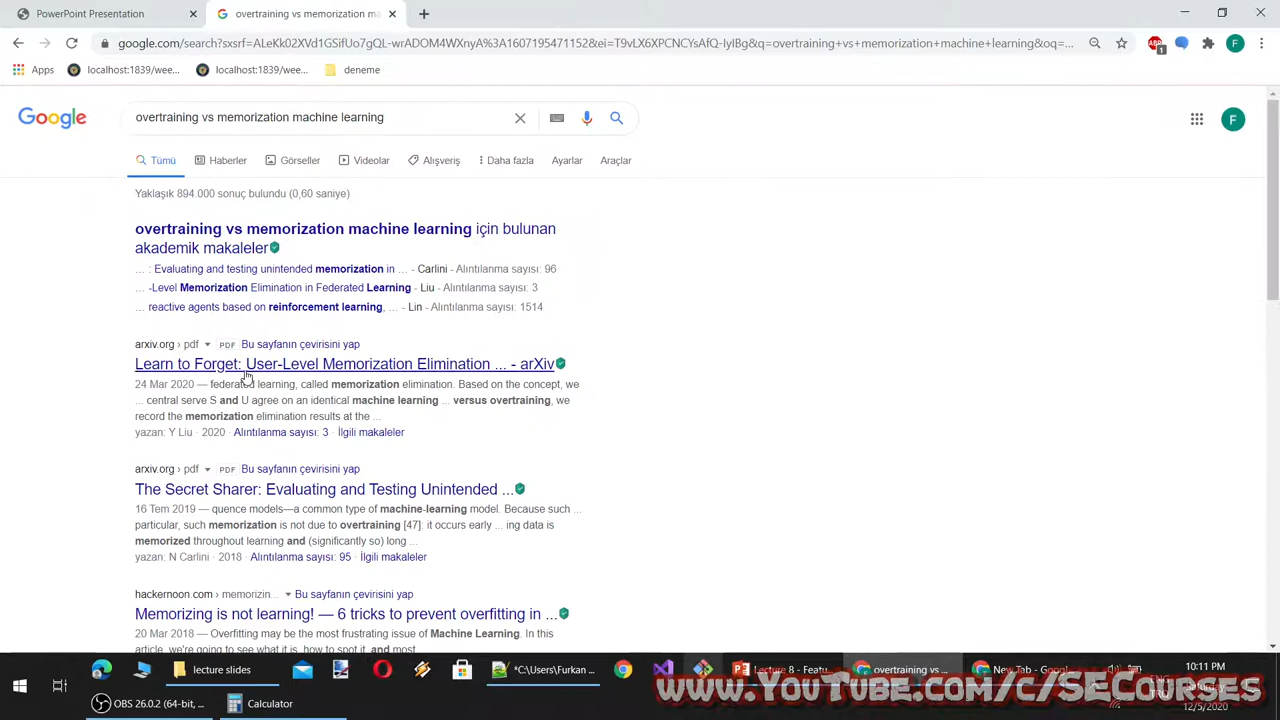 PowerPoint Presentation
overtraining vs memorization ma
google.com/search?sxsrf=ALeKk02XVd1GSifUo7gQL-wrADOM4WXnyA%3A1607195471152&ei=T9vLX6XPCNCYsAfQ-IyIBg&q=overtraining+vs+memorization+machine+learning&oq=...
Apps
localhost:1839/wee...
localhost:1839/wee...
deneme
Google
overtraining vs memorization machine learning
F
Tümü
Haberler
Görseller
Videolar
Alışveriş
Daha fazla
Ayarlar
Araçlar
Yaklaşık 894.000 sonuç bulundu (0,60 saniye)
overtraining vs memorization machine learning için bulunan
akademik makaleler
... : Evaluating and testing unintended memorization in ... - Carlini - Alıntılanma sayısı: 96
... -Level Memorization Elimination in Federated Learning - Liu - Alıntılanma sayısı: 3
... reactive agents based on reinforcement learning, ... - Lin - Alıntılanma sayısı: 1514
arxiv.org › pdf PDF Bu sayfanın çevirisini yap
Learn to Forget: User-Level Memorization Elimination ... - arXiv
24 Mar 2020 — federated learning, called memorization elimination. Based on the concept, we
... central serve S and U agree on an identical machine learning ... versus overtraining, we
record the memorization elimination results at the ...
yazan: Y Liu · 2020 · Alıntılanma sayısı: 3 · İlgili makaleler
arxiv.org › pdf PDF Bu sayfanın çevirisini yap
The Secret Sharer: Evaluating and Testing Unintended ...
16 Tem 2019 — quence models—a common type of machine-learning model. Because such ...
particular, such memorization is not due to overtraining [47]: it occurs early ... ing data is
memorized throughout learning and (significantly so) long ...
yazan: N Carlini · 2018 · Alıntılanma sayısı: 95 · İlgili makaleler
hackernoon.com › memorizin... Bu sayfanın çevirisini yap
Memorizing is not learning! — 6 tricks to prevent overfitting in ...
20 Mar 2018 — Overfitting may be the most frustrating issue of Machine Learning. In this
article, we're going to see what it is, how to spot it, and most
lecture slides
*C:\Users\Furkan ...
Lecture 8 - Featu
overtraining vs ...
New Tab - Googl
10:11 PM
ENG
Saturday
TRQ
12/5/2020
OBS 26.0.2 (64-bit, ...
Calculator
www.YouTube.com/c/SECourses